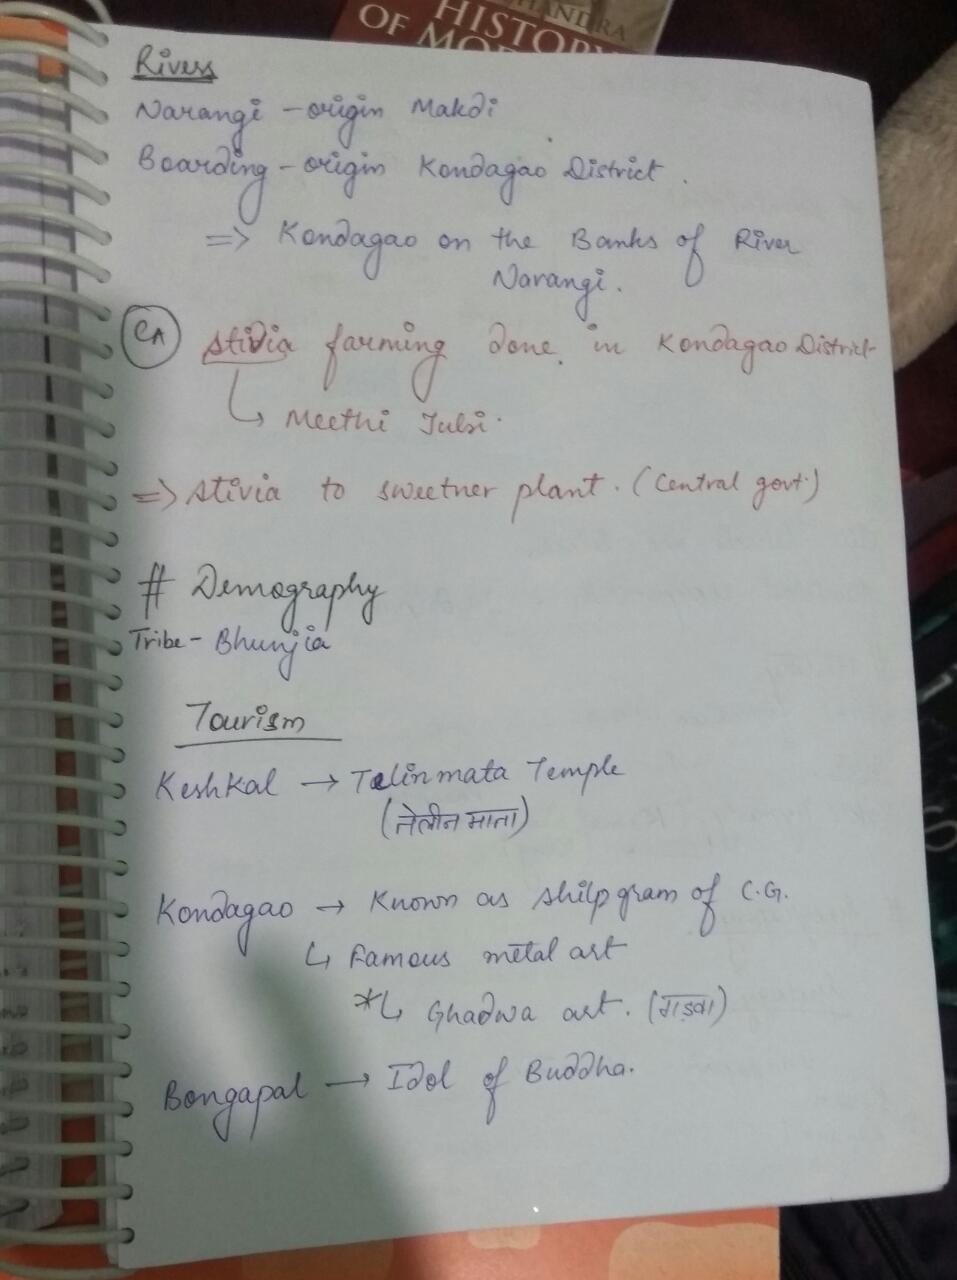 HANDRA
HISTORY
OF MO
Rivers
Narangi - origin Makdi
Boarding - origin Kondagao District.
=> Kondagao on the Banks of River
Narangi.
CA
stivia farming done in Kondagao District
↳ Meethi Tulsi.
=> stivia to sweetner plant. (Central govt.)
# Demography
Tribe - Bhunjia
Tourism
Keshkal → Telinmata Temple
(तेलीन माता)
Kondagao → Known as shilpgram of C.G.
↳ Famous metal art
*↳ Ghadwa art. (गड़वा)
Bongapal → Idol of Buddha.